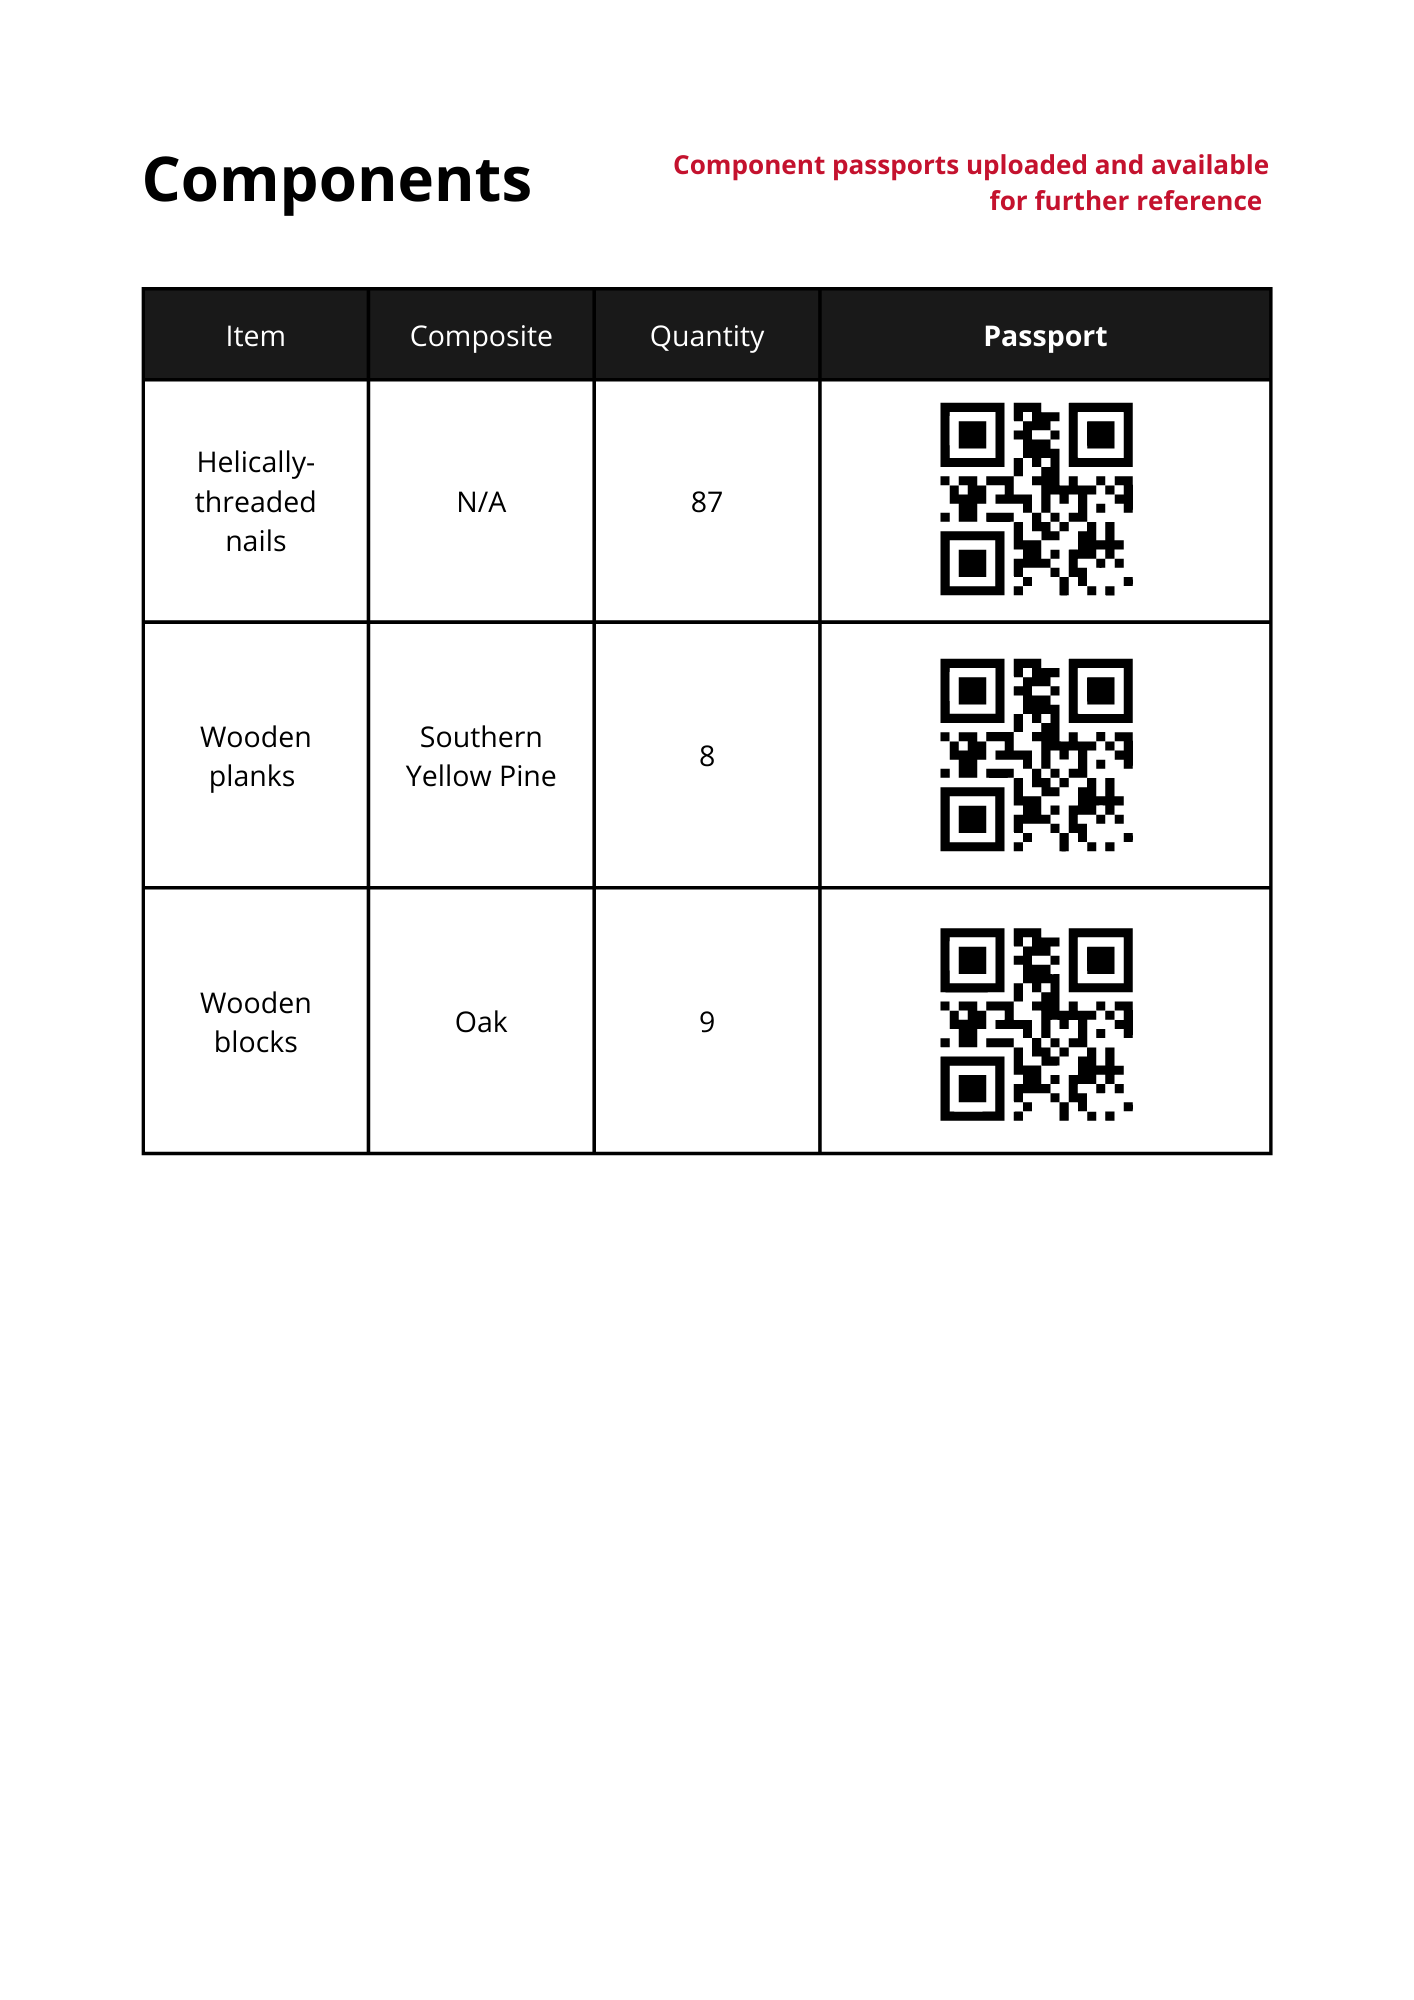 Components
Component passports uploaded and available
for further reference
Item
Composite
Quantity
Passport
Helically-
threaded
nails
N/A
87
Wooden
planks
Southern
Yellow Pine
8
Wooden
blocks
Oak
9